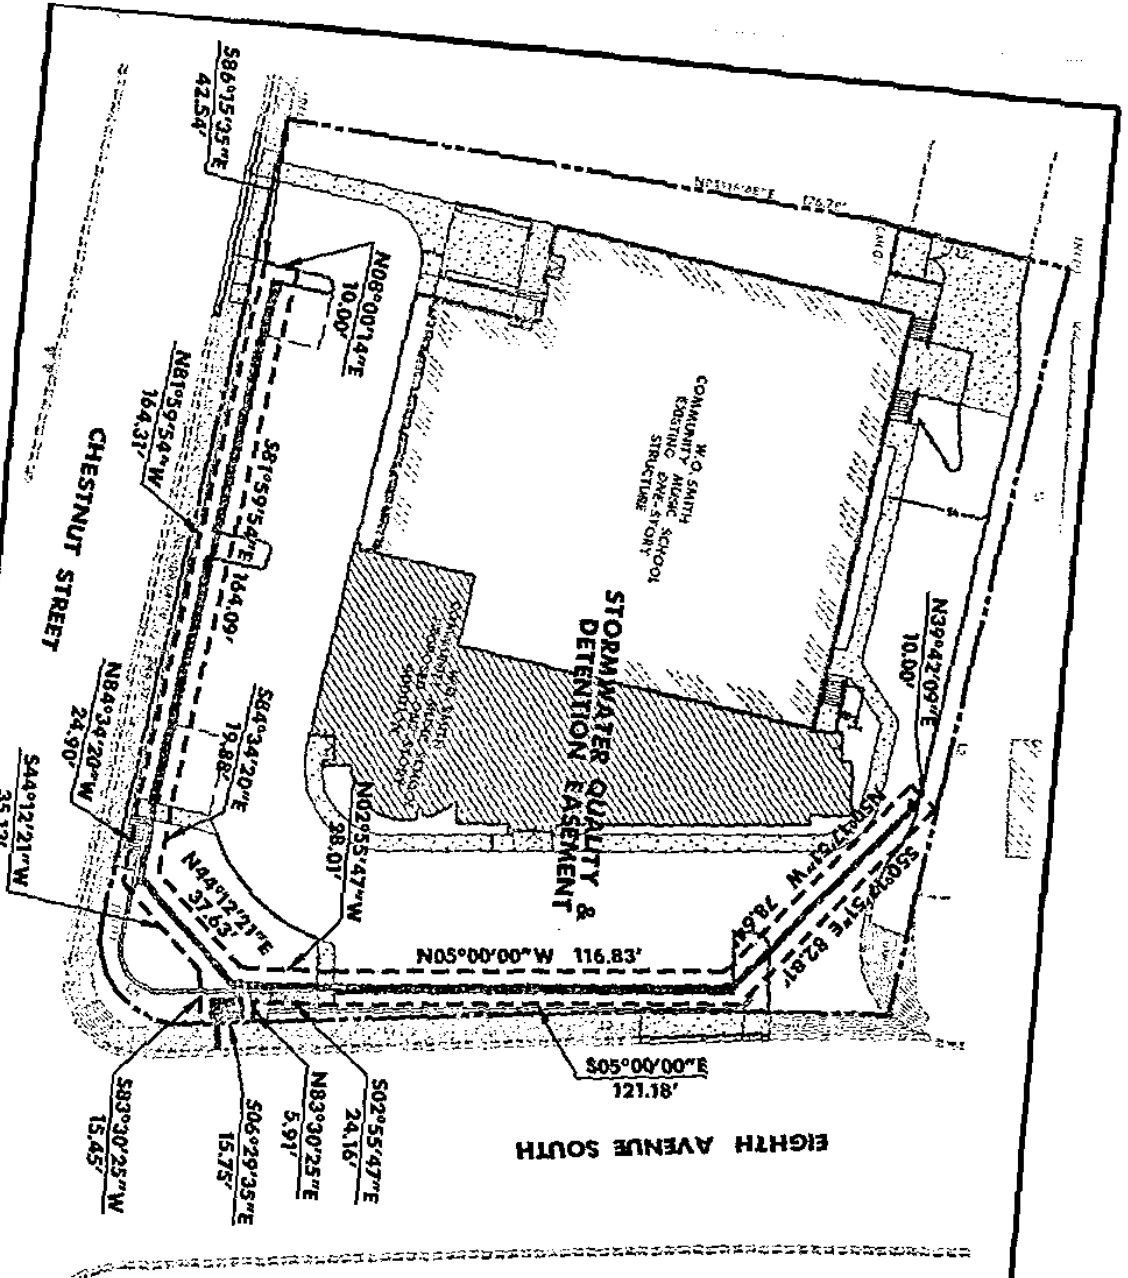 S86°15'35"E
42.54'
N06°00'14"E
10.00'
N81°59'54"W
164.31'
S81°59'54"E 164.09'
CHESTNUT STREET
W.O. SMITH
COMMUNITY MUSIC SCHOOL
EXISTING ONE-STORY
STRUCTURE
STORMWATER QUALITY &
DETENTION EASEMENT
N39°42'09"E
10.00'
N84°34'20"W
24.90'
S84°34'20"E
19.88'
S44°12'21"W
N44°12'21"E
37.63'
N02°55'47"W
28.01'
N05°00'00"W 116.83'
78.64'
S50°17'51"E 82.81'
S05°00'00"E
121.18'
S02°55'47"E
24.16'
N83°30'25"E
5.91'
S06°29'35"E
15.75'
S83°30'25"W
15.45'
EIGHTH AVENUE SOUTH